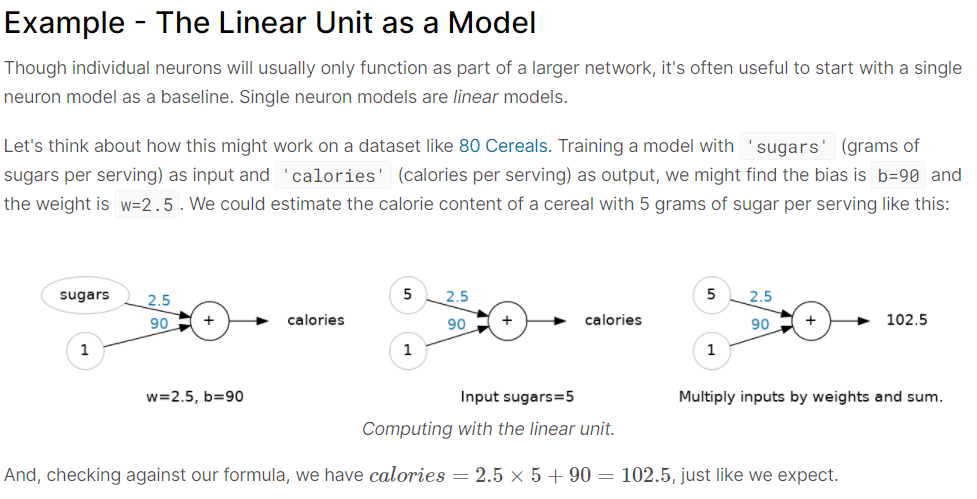 Example - The Linear Unit as a Model
Though individual neurons will usually only function as part of a larger network, it's often useful to start with a single
neuron model as a baseline. Single neuron models are linear models.
Let's think about how this might work on a dataset like 80 Cereals. Training a model with 'sugars' (grams of
sugars per serving) as input and 'calories' (calories per serving) as output, we might find the bias is b=90 and
the weight is w=2.5. We could estimate the calorie content of a cereal with 5 grams of sugar per serving like this:
sugars 2.5 90 1 + calories
w=2.5, b=90
5 2.5 90 1 + calories
Input sugars=5
5 2.5 90 1 + 102.5
Multiply inputs by weights and sum.
Computing with the linear unit.
And, checking against our formula, we have calories = 2.5 × 5 + 90 = 102.5, just like we expect.